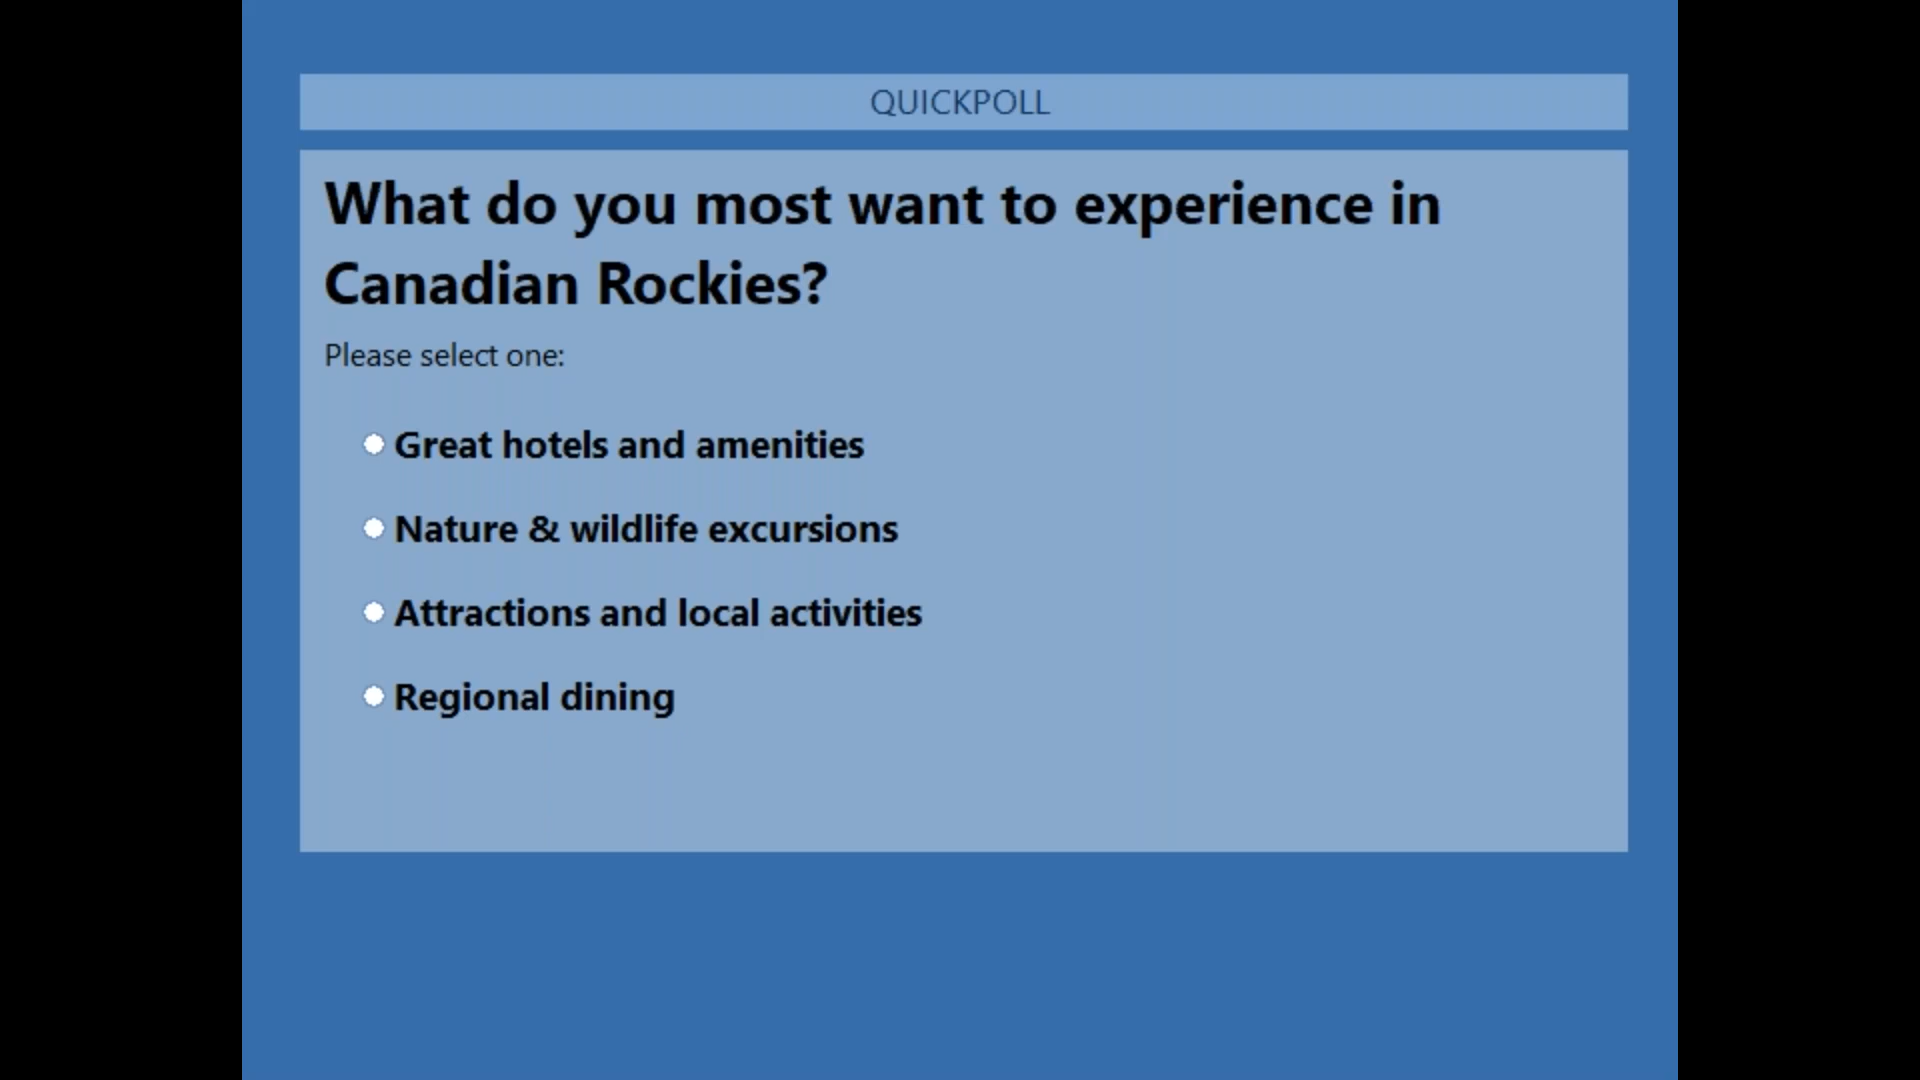 QUICKPOLL
What do you most want to experience in
Canadian Rockies?
Please select one:
Great hotels and amenities
Nature & wildlife excursions
Attractions and local activities
Regional dining